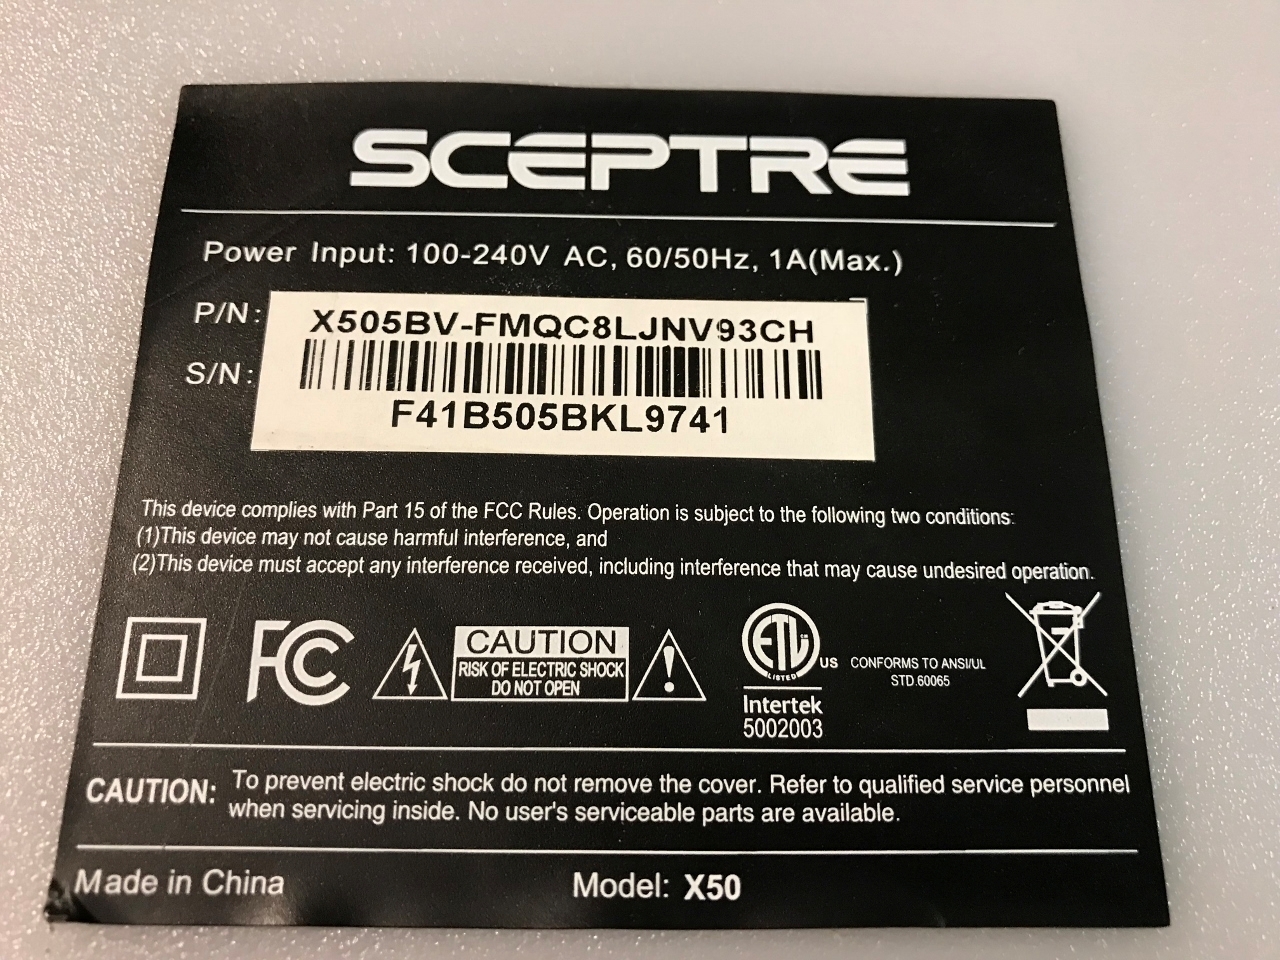 SCEPTRE
Power Input: 100-240V AC, 60/50Hz, 1A(Max.)
P/N: X505BV-FMQC8LJNV93CH
S/N:
F41B505BKL9741
This device complies with Part 15 of the FCC Rules. Operation is subject to the following two conditions:
(1)This device may not cause harmful interference, and
(2)This device must accept any interference received, including interference that may cause undesired operation.
FC
CAUTION
RISK OF ELECTRIC SHOCK
DO NOT OPEN
ETL
LISTED
US
CONFORMS TO ANSI/UL
STD.60065
Intertek
5002003
CAUTION: To prevent electric shock do not remove the cover. Refer to qualified service personnel
when servicing inside. No user's serviceable parts are available.
Made in China
Model: X50